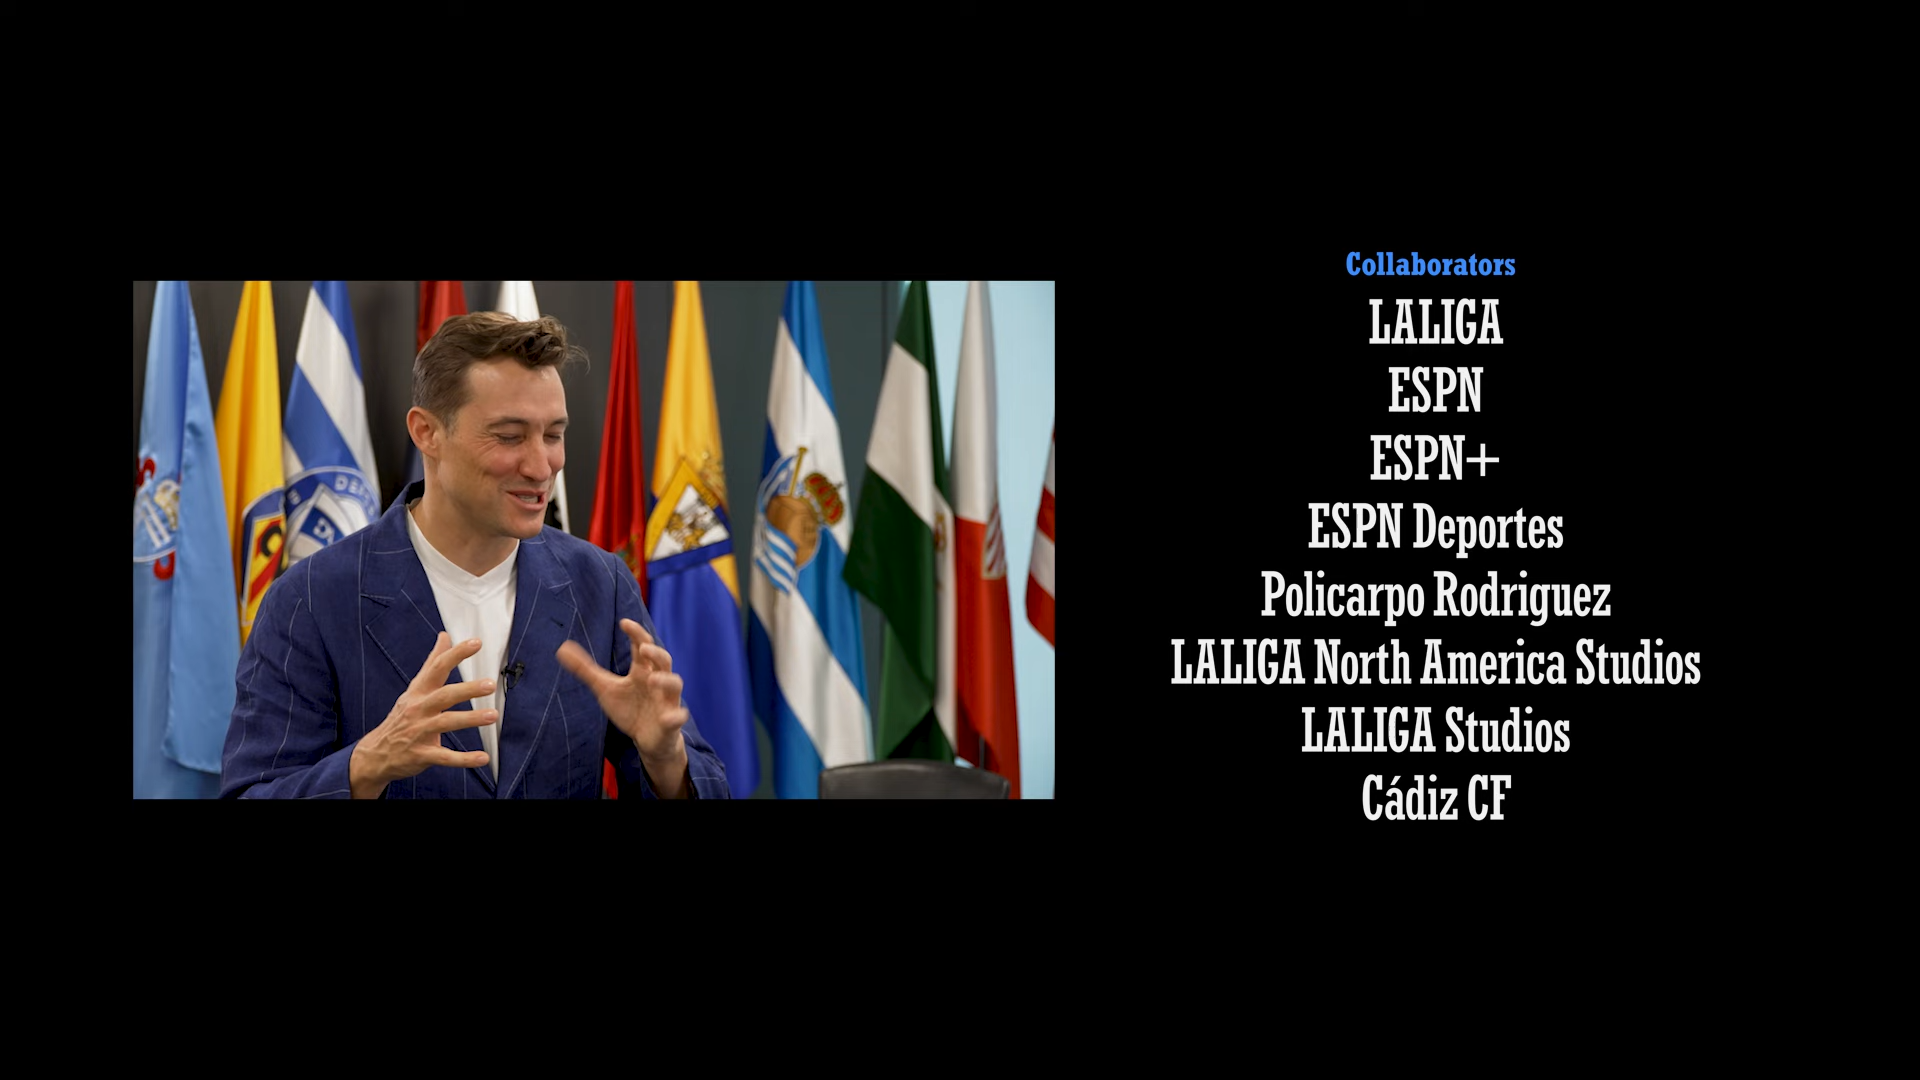 Collaborators
LALIGA
ESPN
ESPN+
ESPN Deportes
Policarpo Rodriguez
LALIGA North America Studios
LALIGA Studios
Cádiz CF